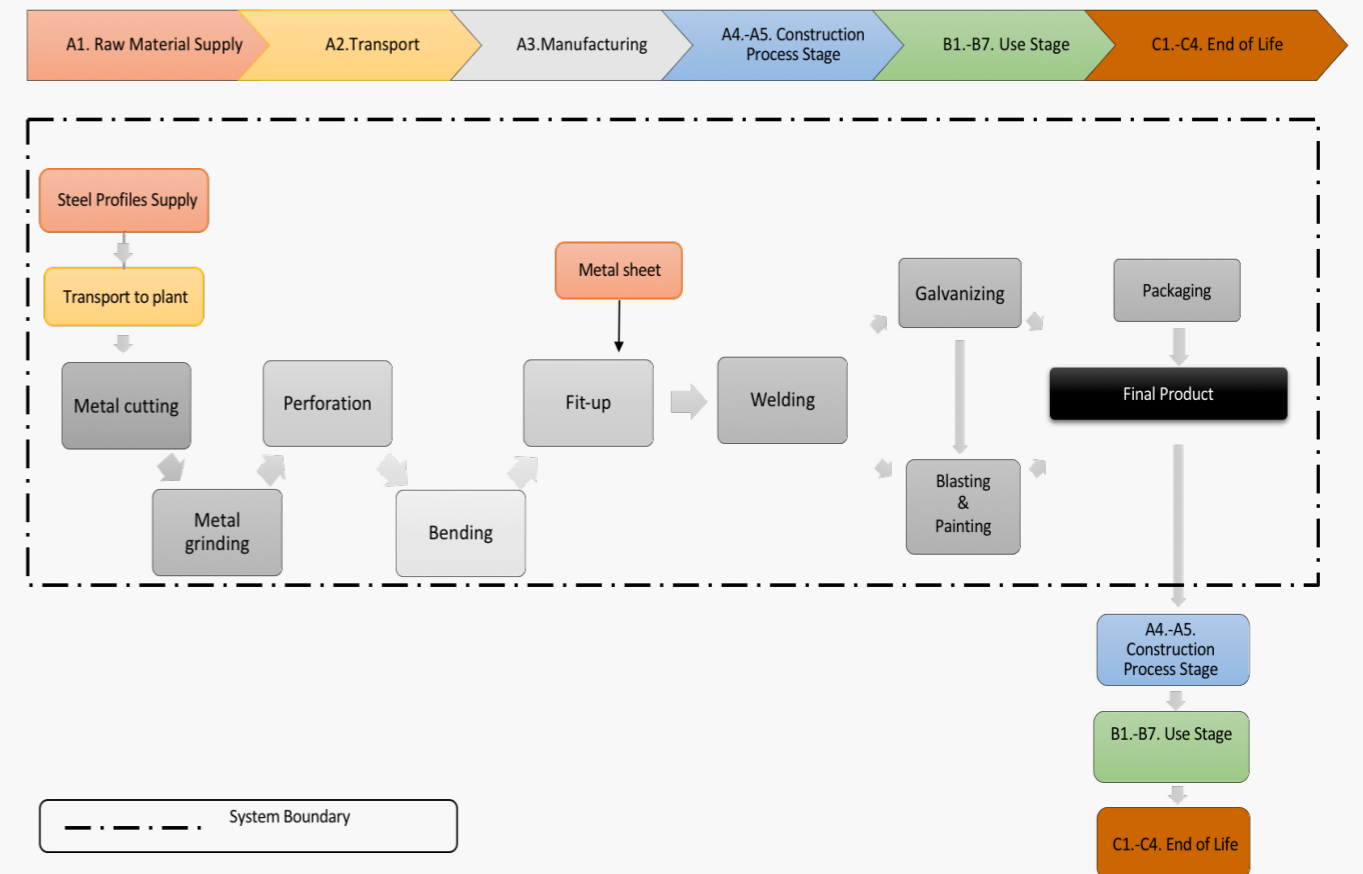 A1. Raw Material Supply
A2.Transport
A3.Manufacturing
A4.-A5. Construction
Process Stage
B1.-B7. Use Stage
C1.-C4. End of Life
Steel Profiles Supply
Transport to plant
Metal cutting
Metal
grinding
Perforation
Bending
Metal sheet
Fit-up
Welding
Galvanizing
Blasting
&
Painting
Packaging
Final Product
A4.-A5.
Construction
Process Stage
B1.-B7. Use Stage
C1.-C4. End of Life
System Boundary